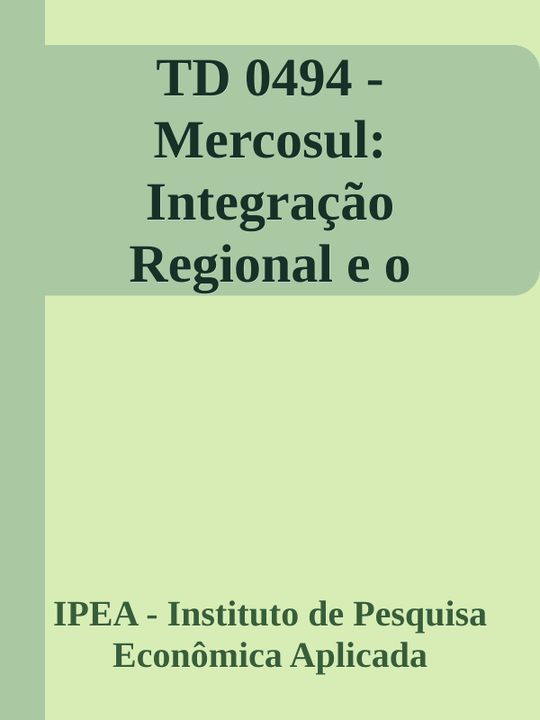 TD 0494 -
Mercosul:
Integração
Regional e o
IPEA - Instituto de Pesquisa
Econômica Aplicada